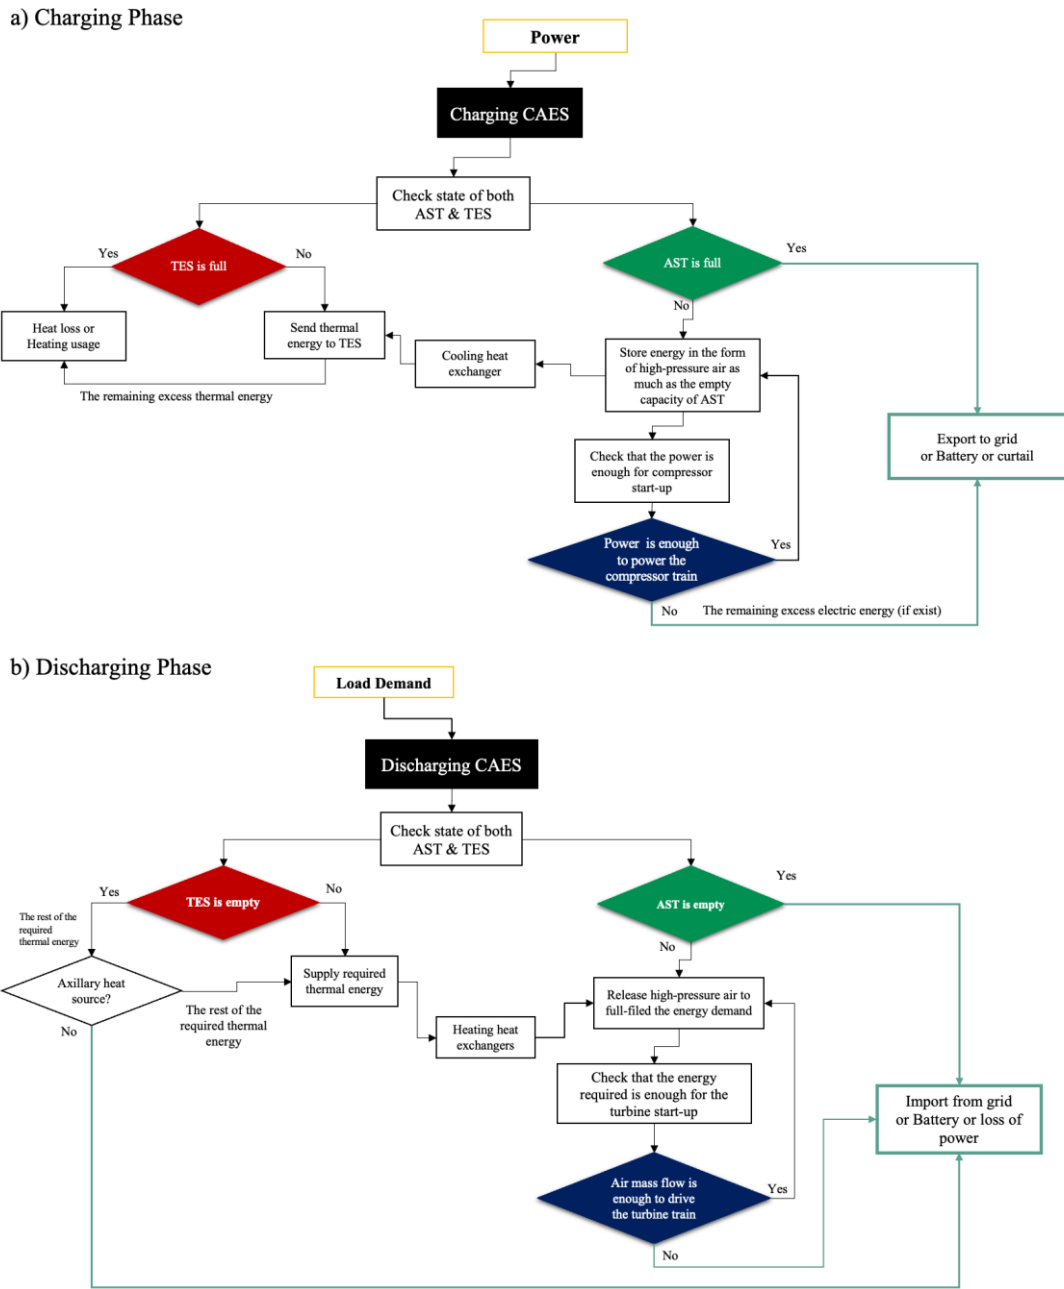 a) Charging Phase
Power
Charging CAES
Check state of both
AST & TES
Yes
TES is full
No
AST is full
Yes
No
Heat loss or
Heating usage
Send thermal
energy to TES
Cooling heat
exchanger
Store energy in the form
of high-pressure air as
much as the empty
capacity of AST
The remaining excess thermal energy
Check that the power is
enough for compressor
start-up
Export to grid
or Battery or curtail
Power is enough
to power the
compressor train
Yes
No
The remaining excess electric energy (if exist)
b) Discharging Phase
Load Demand
Discharging CAES
Check state of both
AST & TES
Yes
TES is empty
No
AST is empty
Yes
No
The rest of the
required
thermal energy
Axillary heat
source?
No
The rest of the
required thermal
energy
Supply required
thermal energy
Heating heat
exchangers
Release high-pressure air to
full-filed the energy demand
Check that the energy
required is enough for the
turbine start-up
Import from grid
or Battery or loss of
power
Air mass flow is
enough to drive
the turbine train
Yes
No